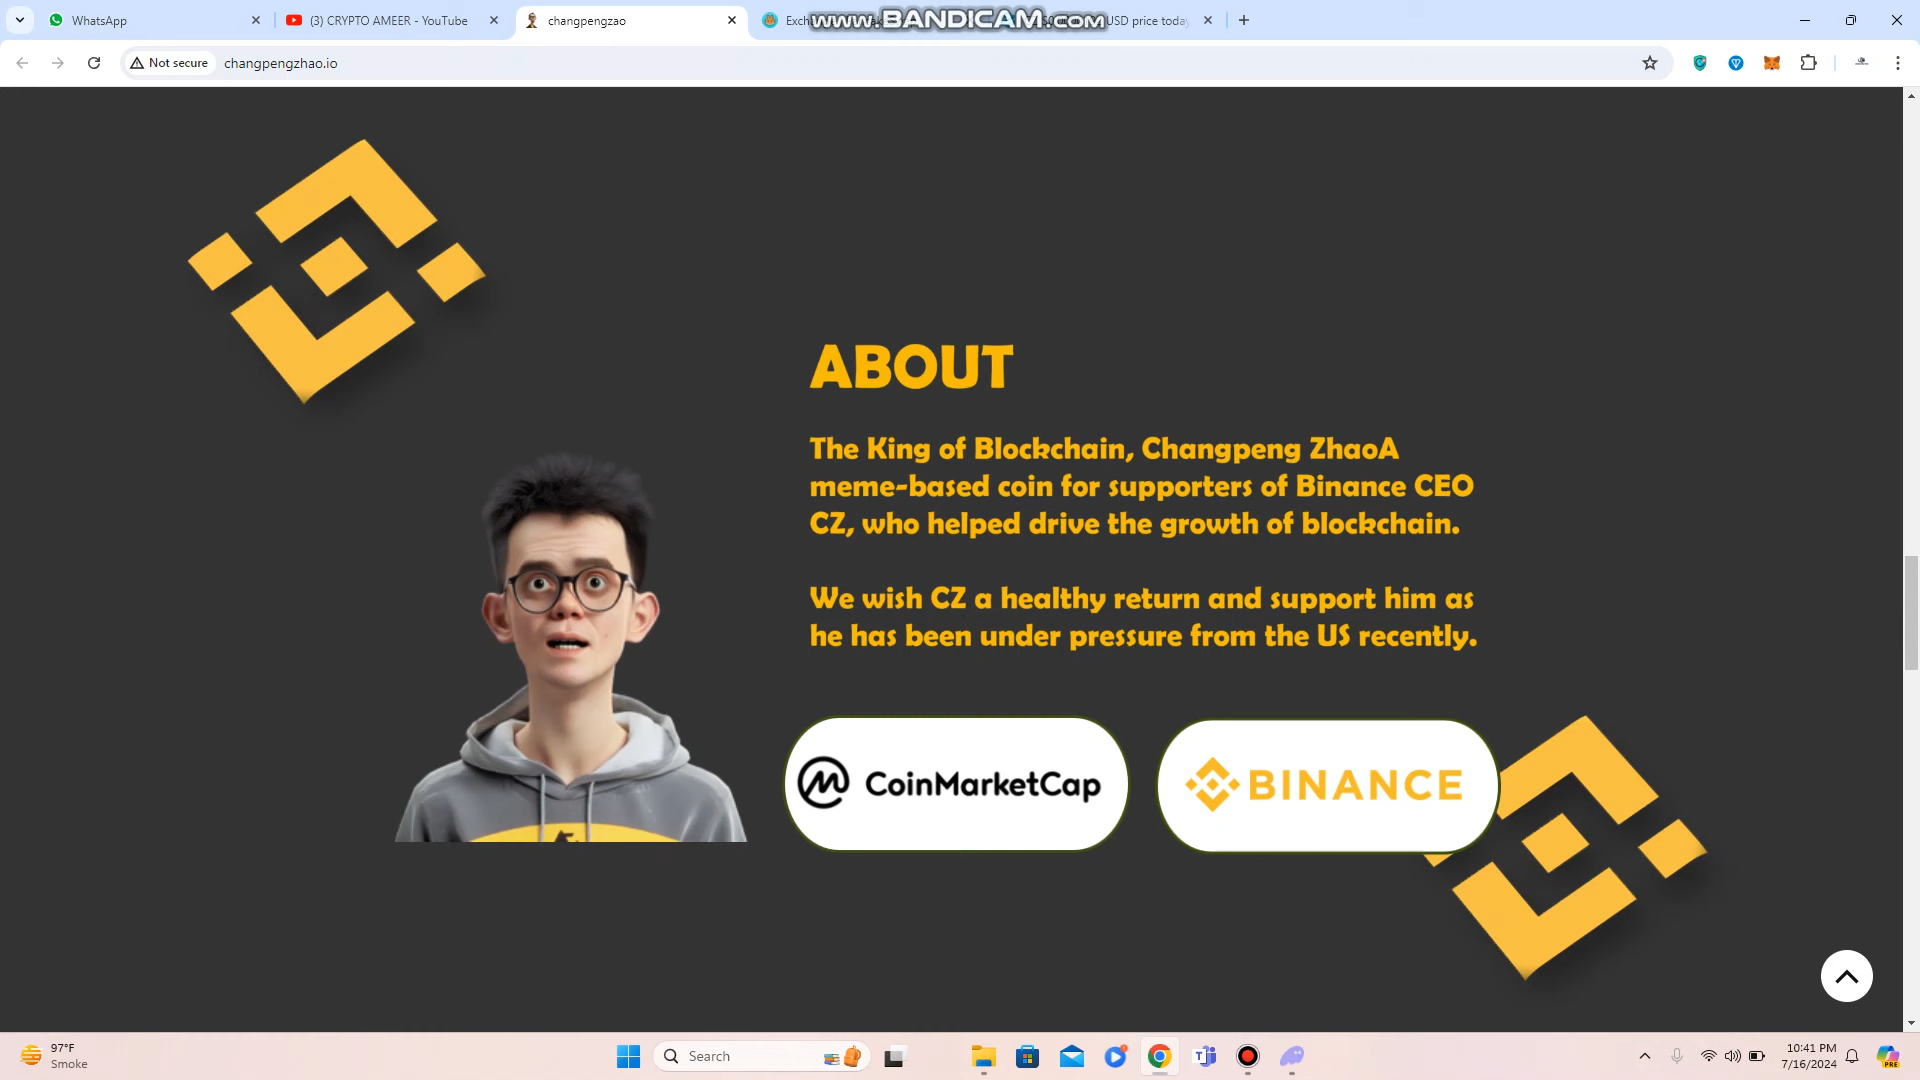 WhatsApp
(3) CRYPTO AMEER - YouTube
changpengzao
www.BANDICAM.com
USD price today
Not secure
changpengzhao.io
ABOUT
The King of Blockchain, Changpeng ZhaoA
meme-based coin for supporters of Binance CEO
CZ, who helped drive the growth of blockchain.
We wish CZ a healthy return and support him as
he has been under pressure from the US recently.
CoinMarketCap
BINANCE
97°F
Smoke
Search
10:41 PM
7/16/2024
PRE